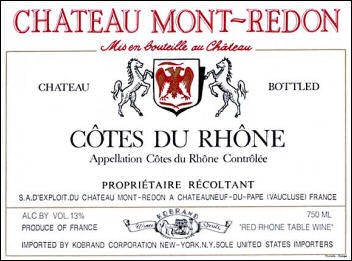 CHATEAU MONT-REDON
Mis en bouteille au Château
CHATEAU BOTTLED
CÔTES DU RHÔNE
Appellation Côtes du Rhône Contrôlée
PROPRIÉTAIRE RÉCOLTANT
S.A.D'EXPLOIT.DU CHATEAU MONT-REDON A CHATEAUNEUF-DU-PAPE (VAUCLUSE) FRANCE
ALC.BY VOL.13% 750 ML
KOBRAND
Wines Spirits
PRODUCE OF FRANCE "RED RHONE TABLE WINE"
IMPORTED BY KOBRAND CORPORATION NEW-YORK.N.Y.SOLE UNITED STATES IMPORTERS